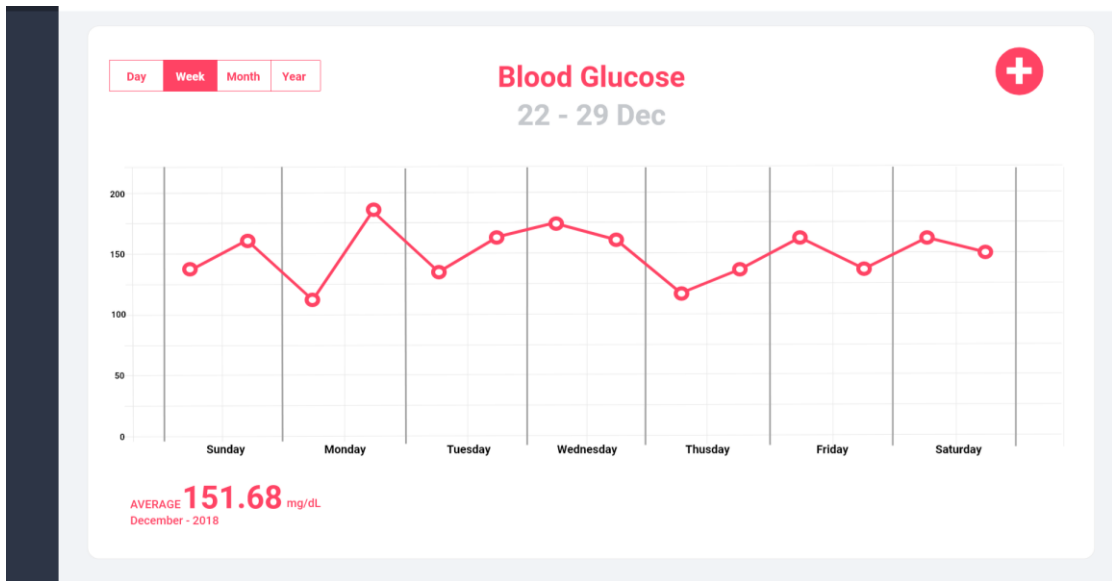 Day Week Month Year
Blood Glucose
22 - 29 Dec
200
150
100
50
0
Sunday Monday Tuesday Wednesday Thusday Friday Saturday
AVERAGE 151.68 mg/dL
December - 2018